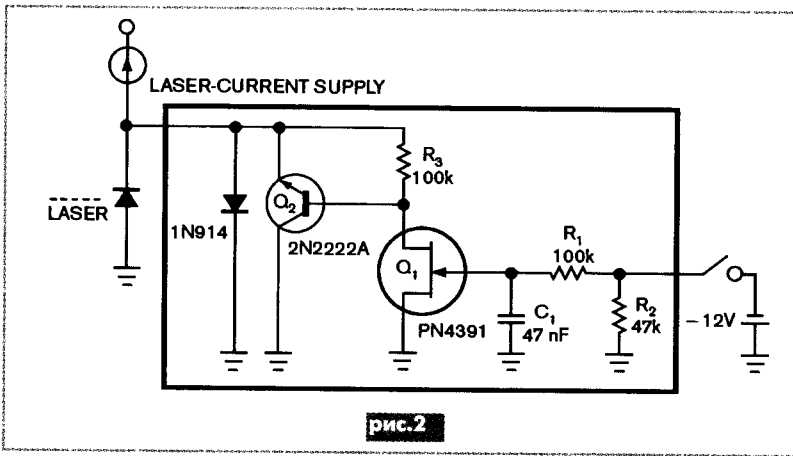 LASER-CURRENT SUPPLY
LASER
1N914
Q2
2N2222A
R3
100k
Q1
PN4391
R1
100k
C1
47 nF
R2
47k
– 12V
рис.2